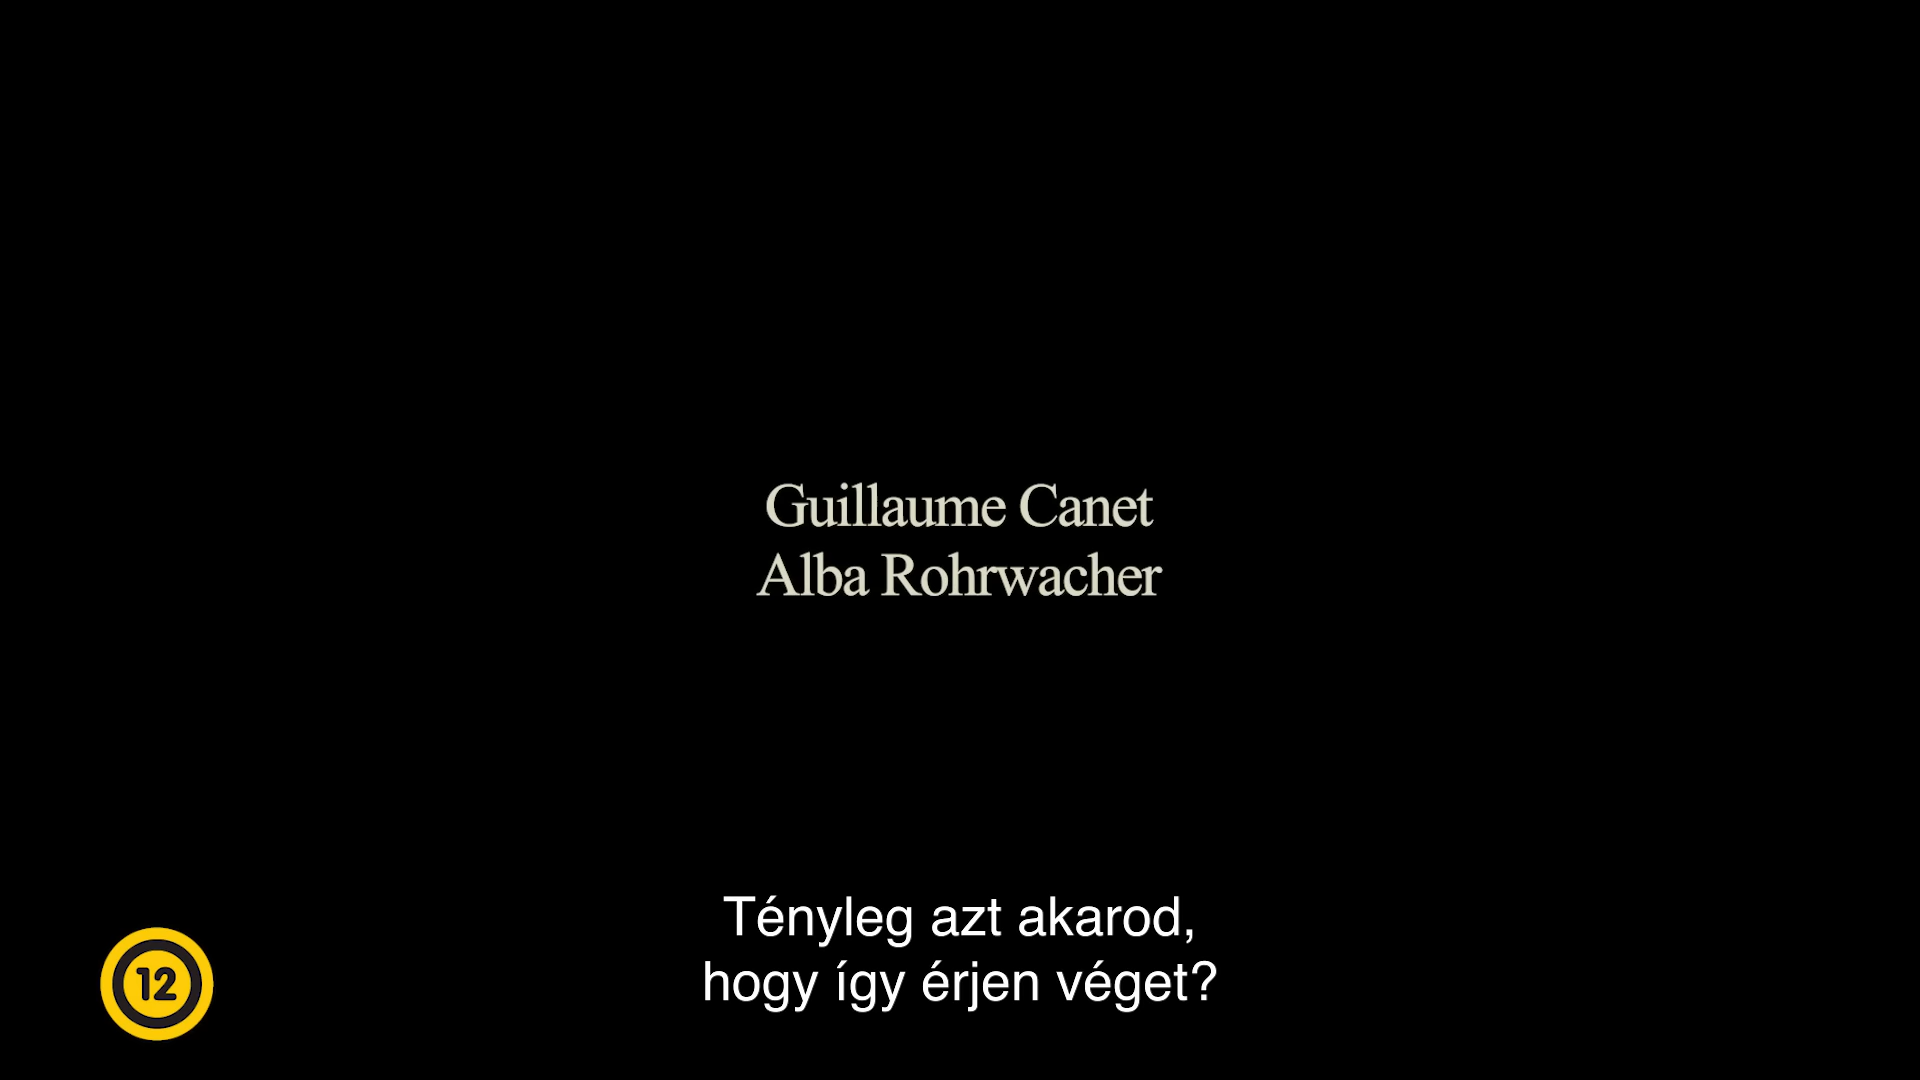 Guillaume Canet
Alba Rohrwacher
Tényleg azt akarod,
hogy így érjen véget?
12